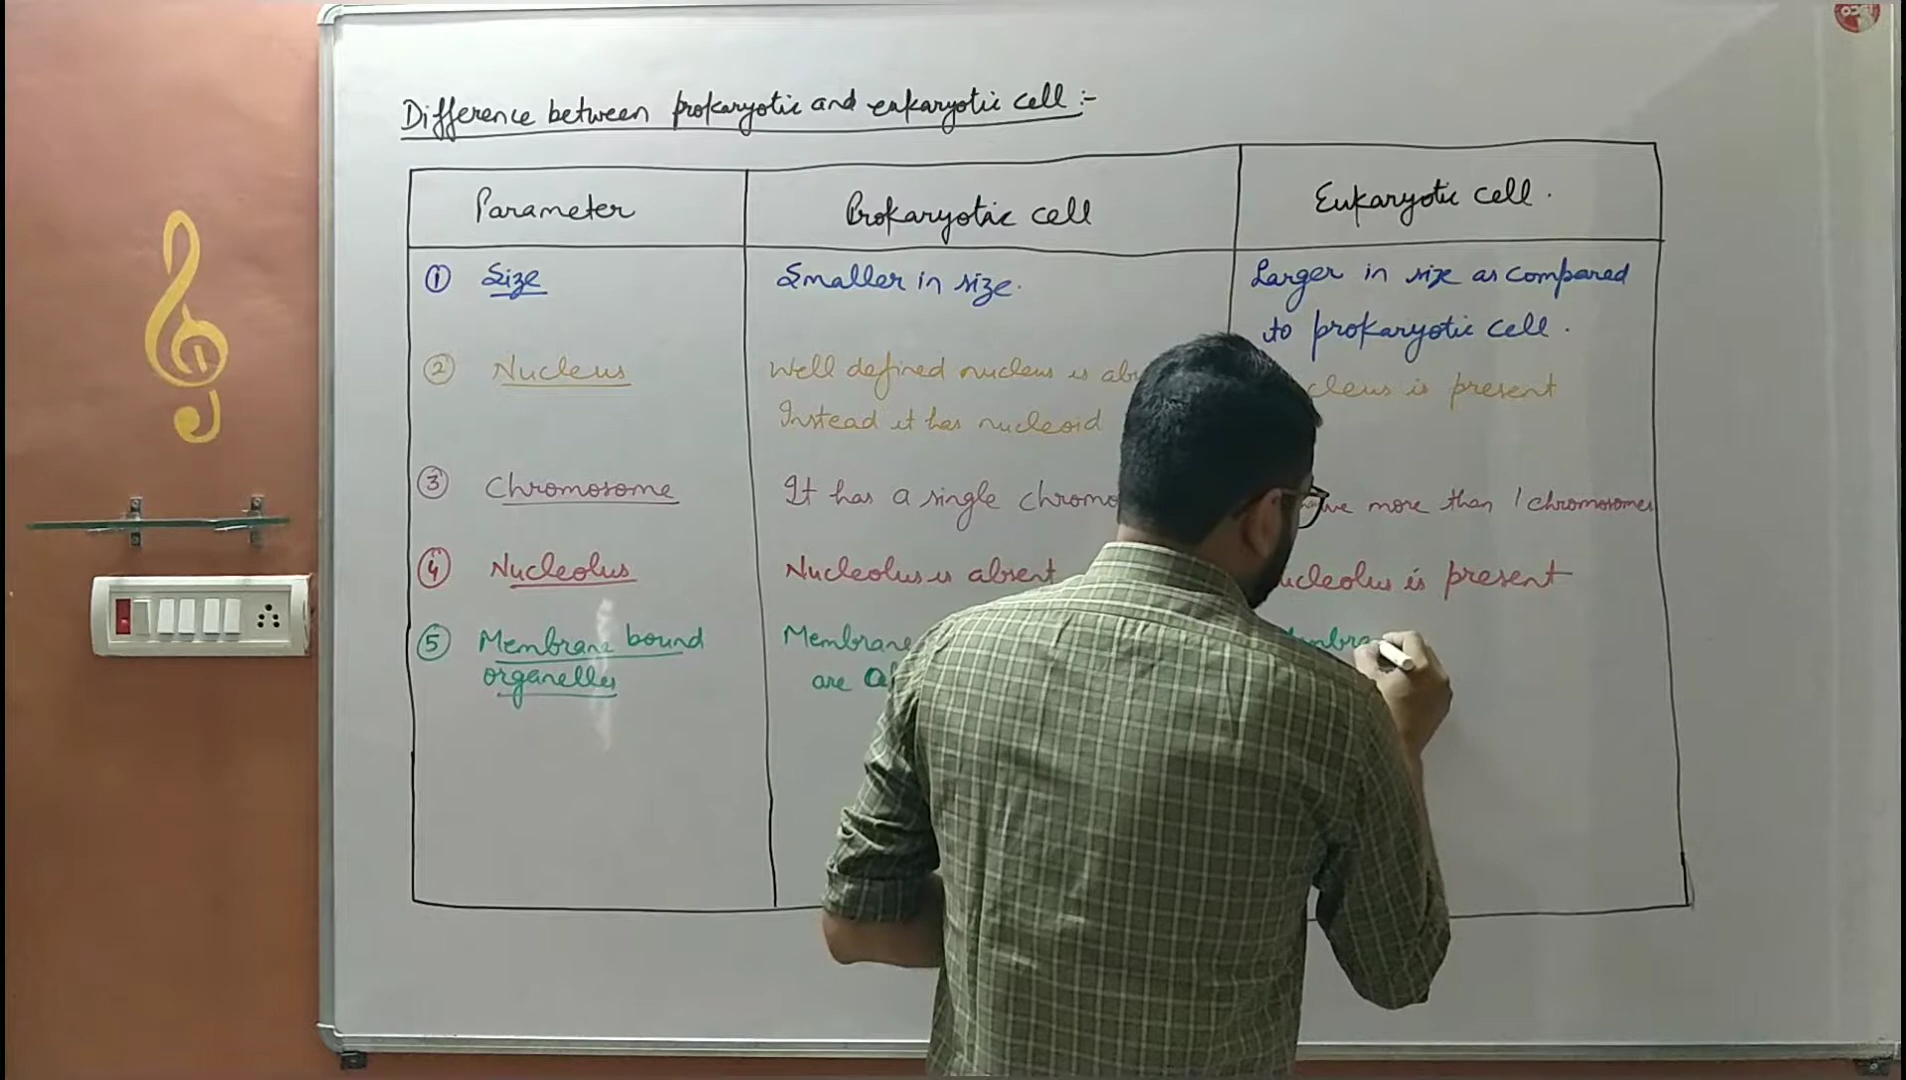 Difference between prokaryotic and eukaryotic cell :-
Parameter
Prokaryotic cell
Eukaryotic cell.
① Size
Smaller in size.
Larger in size as compared
to prokaryotic cell.
② Nucleus
Well defined nucleus is
Instead it has nucleoid
is present
③ Chromosome
It has a single
more than 1 chromosomes
④ Nucleolus
Nucleolus is absent
is present
⑤ Membrane bound
organelles
Membrane
are